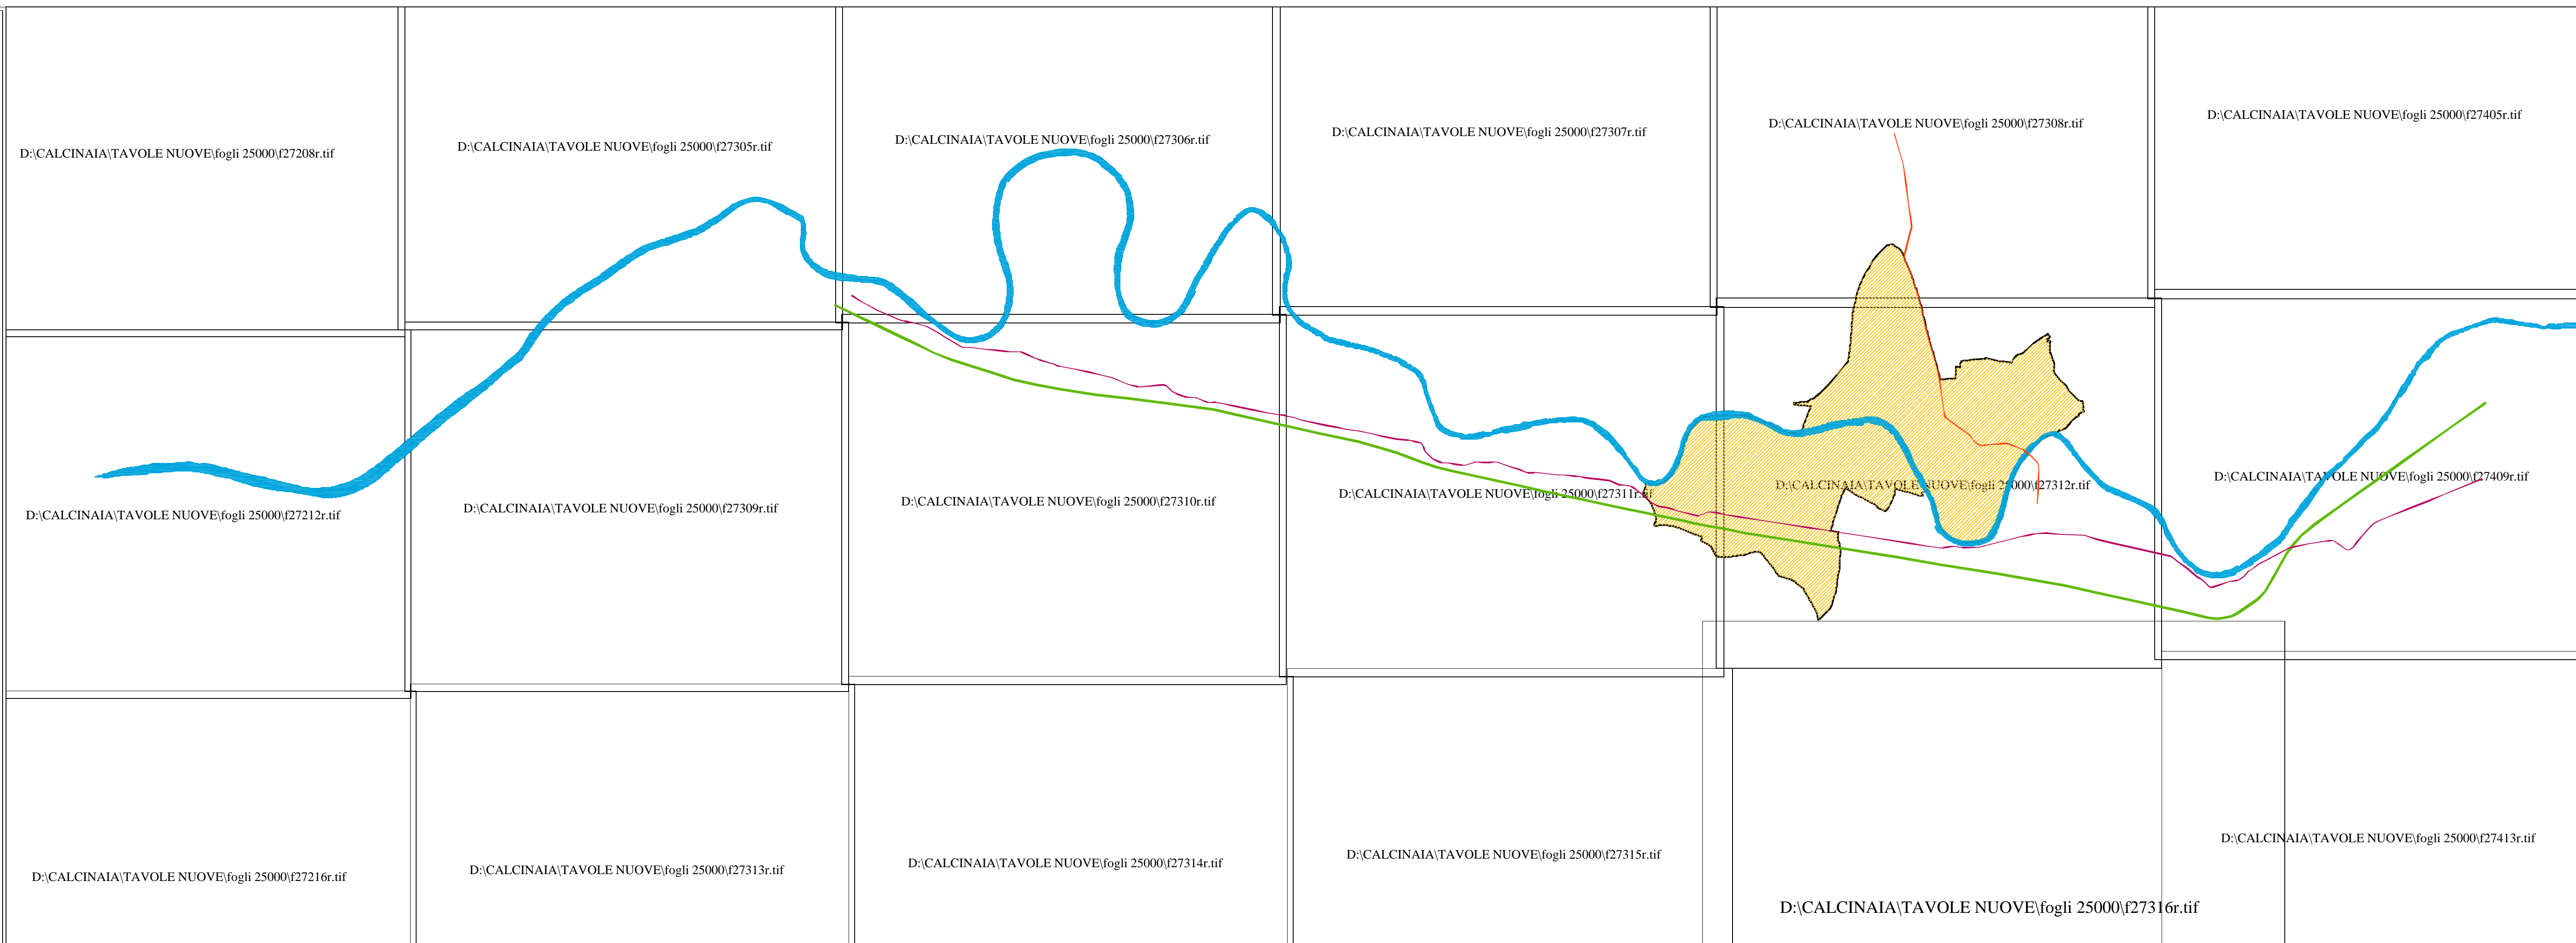 D:\CALCINAIA\TAVOLE NUOVE\fogli 25000\f27208r.tif
D:\CALCINAIA\TAVOLE NUOVE\fogli 25000\f27305r.tif
D:\CALCINAIA\TAVOLE NUOVE\fogli 25000\f27306r.tif
D:\CALCINAIA\TAVOLE NUOVE\fogli 25000\f27307r.tif
D:\CALCINAIA\TAVOLE NUOVE\fogli 25000\f27308r.tif
D:\CALCINAIA\TAVOLE NUOVE\fogli 25000\f27405r.tif
D:\CALCINAIA\TAVOLE NUOVE\fogli 25000\f27212r.tif
D:\CALCINAIA\TAVOLE NUOVE\fogli 25000\f27309r.tif
D:\CALCINAIA\TAVOLE NUOVE\fogli 25000\f27310r.tif
D:\CALCINAIA\TAVOLE NUOVE\fogli 25000\f27311r.tif
D:\CALCINAIA\TAVOLE NUOVE\fogli 25000\f27312r.tif
D:\CALCINAIA\TAVOLE NUOVE\fogli 25000\f27409r.tif
D:\CALCINAIA\TAVOLE NUOVE\fogli 25000\f27216r.tif
D:\CALCINAIA\TAVOLE NUOVE\fogli 25000\f27313r.tif
D:\CALCINAIA\TAVOLE NUOVE\fogli 25000\f27314r.tif
D:\CALCINAIA\TAVOLE NUOVE\fogli 25000\f27315r.tif
D:\CALCINAIA\TAVOLE NUOVE\fogli 25000\f27316r.tif
D:\CALCINAIA\TAVOLE NUOVE\fogli 25000\f27413r.tif